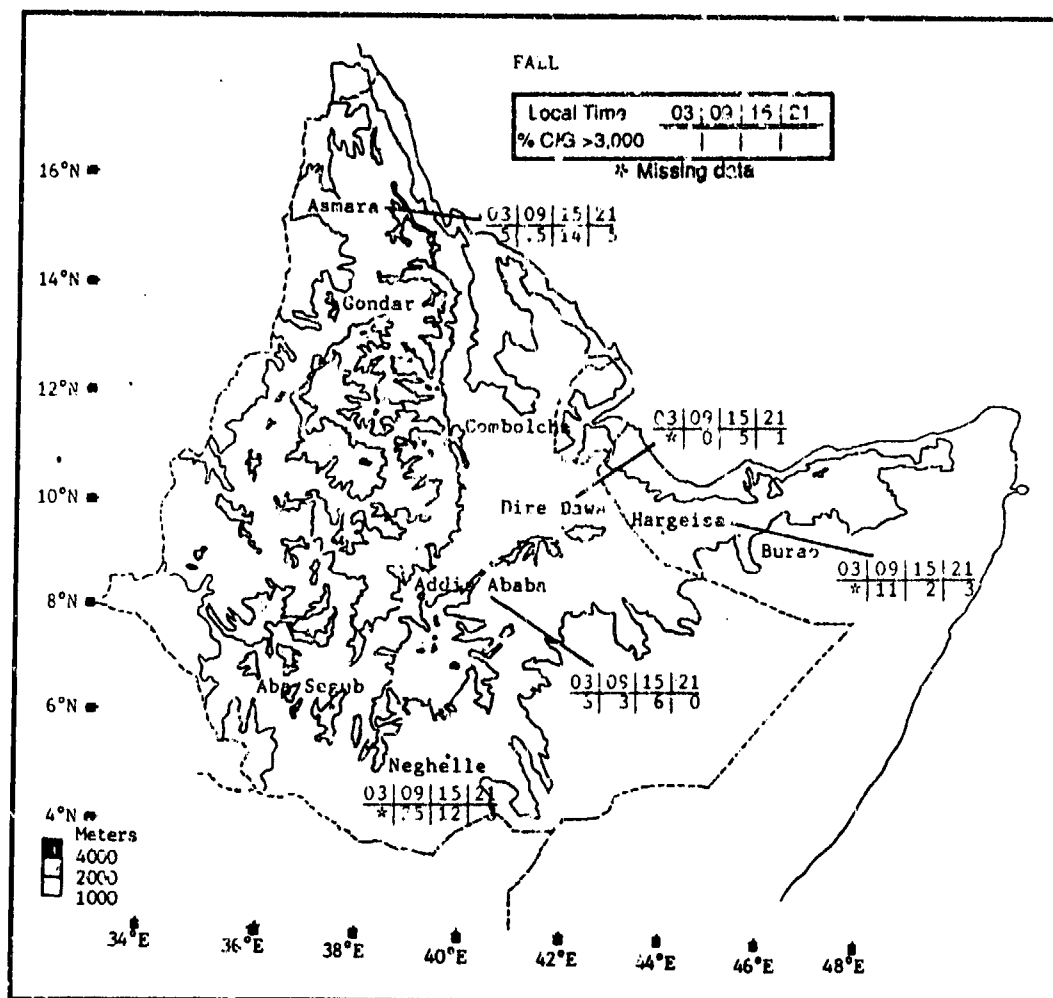 FALL
Local Time 03 09 15 21
% CIG >3,000
* Missing data
16°N
Asmara
03 09 15 21
5 15 14 5
14°N
Gondar
12°N
Combolcha
03 09 15 21
* 0 5 1
10°N
Dire Dawa
Hargeisa
Burao
03 09 15 21
* 11 2 3
Addis Ababa
8°N
03 09 15 21
5 3 6 0
6°N
Neghelle
03 09 15 21
* 25 12
4°N
Meters
4000
2000
1000
34°E 36°E 38°E 40°E 42°E 44°E 46°E 48°E